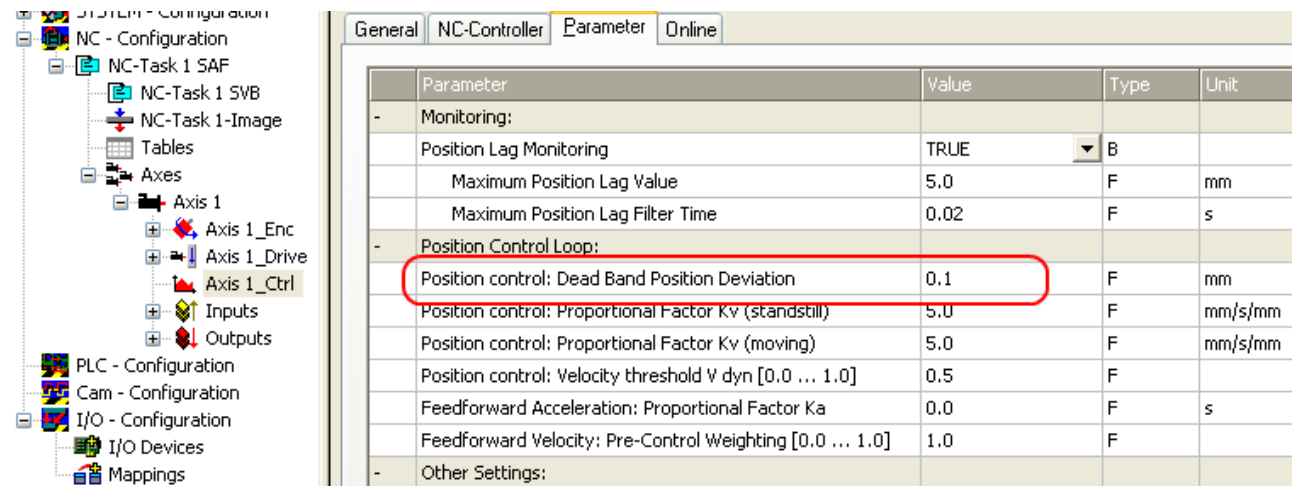 SYSTEM - Configuration
NC - Configuration
NC-Task 1 SAF
NC-Task 1 SVB
NC-Task 1-Image
Tables
Axes
Axis 1
Axis 1_Enc
Axis 1_Drive
Axis 1_Ctrl
Inputs
Outputs
PLC - Configuration
Cam - Configuration
I/O - Configuration
I/O Devices
Mappings
General NC-Controller Parameter Online
Parameter Value Type Unit
- Monitoring:
Position Lag Monitoring TRUE B
Maximum Position Lag Value 5.0 F mm
Maximum Position Lag Filter Time 0.02 F s
- Position Control Loop:
Position control: Dead Band Position Deviation 0.1 F mm
Position control: Proportional Factor Kv (standstill) 5.0 F mm/s/mm
Position control: Proportional Factor Kv (moving) 5.0 F mm/s/mm
Position control: Velocity threshold V dyn [0.0 ... 1.0] 0.5 F
Feedforward Acceleration: Proportional Factor Ka 0.0 F s
Feedforward Velocity: Pre-Control Weighting [0.0 ... 1.0] 1.0 F
- Other Settings: